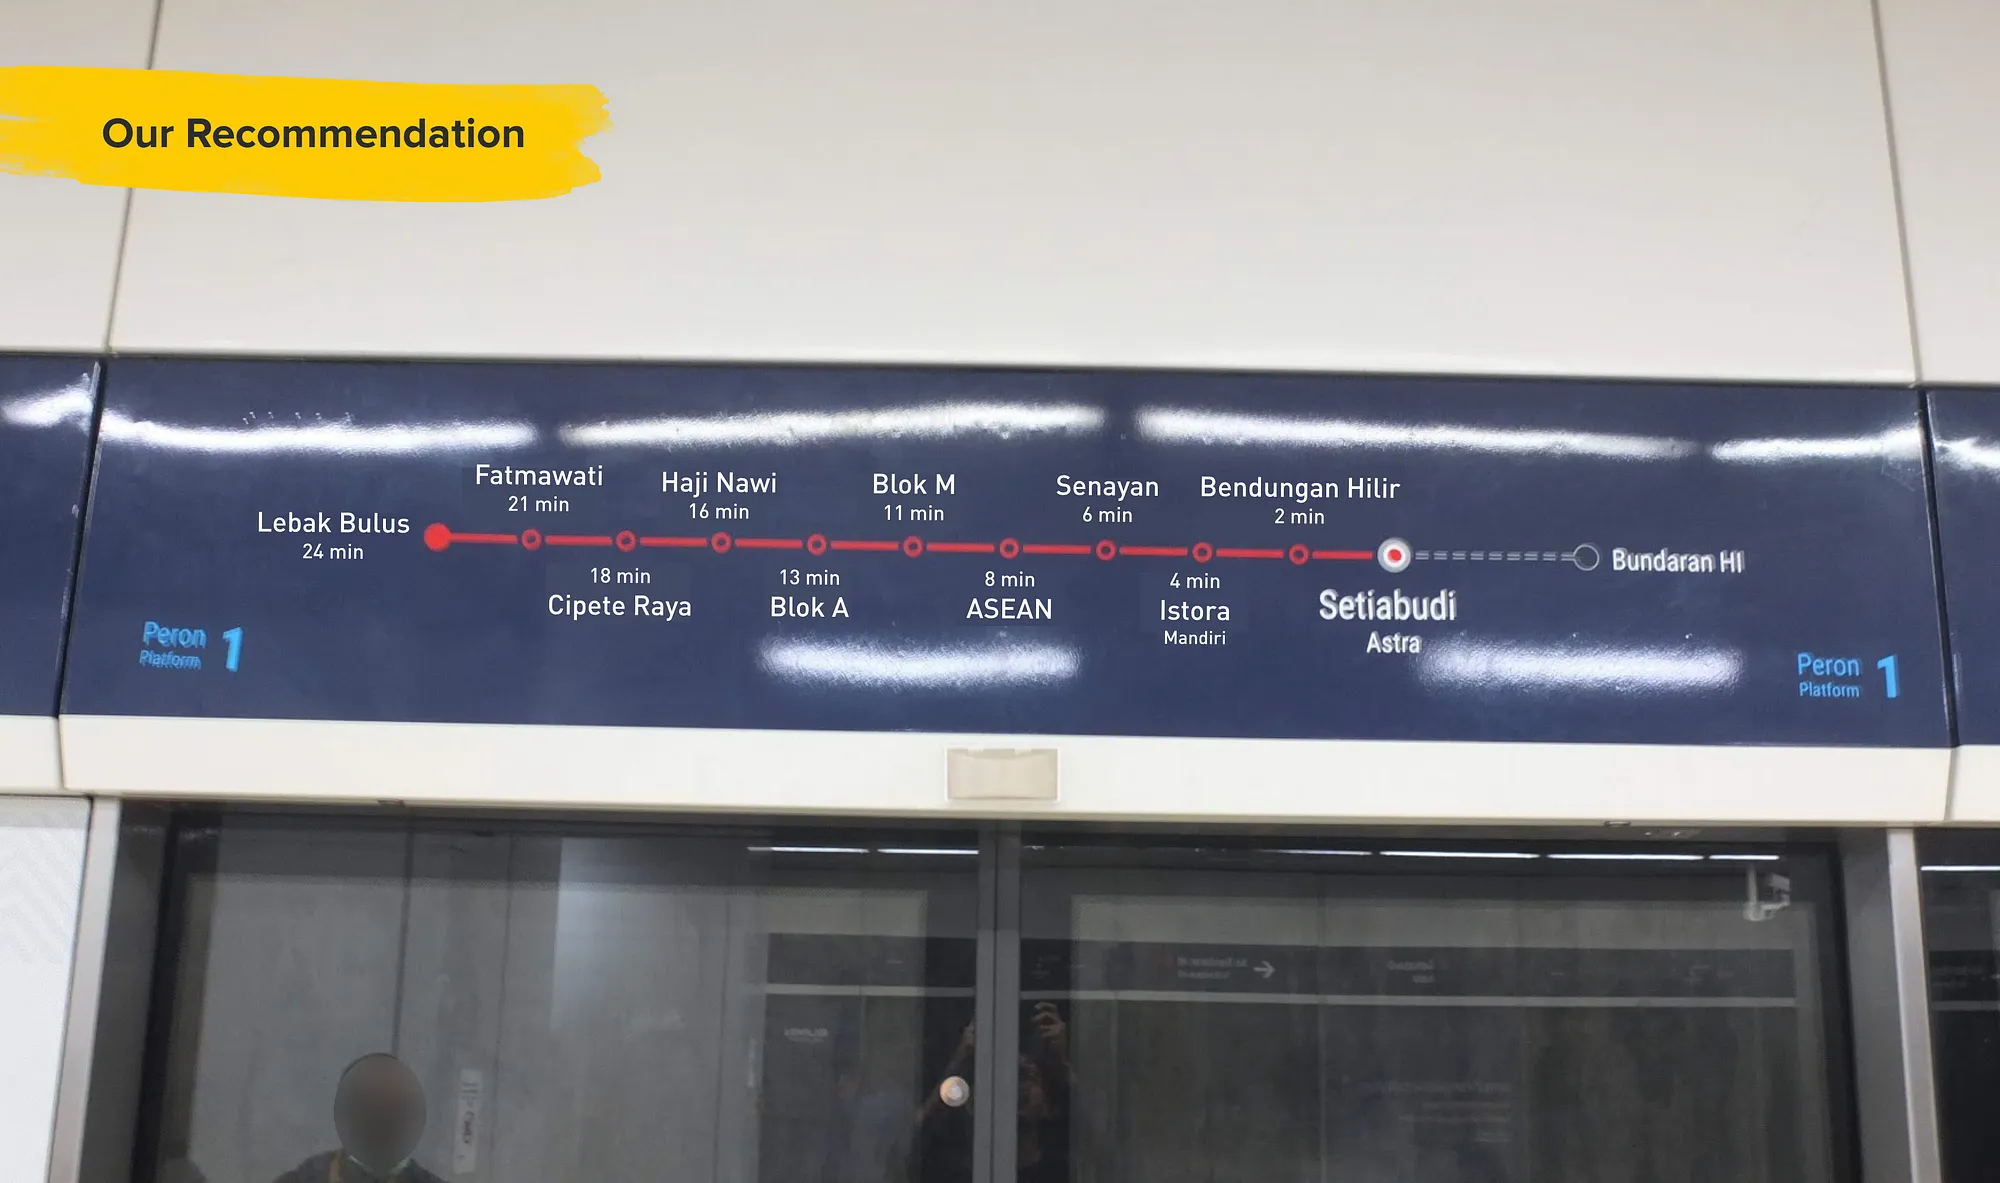 Our Recommendation
Lebak Bulus
24 min
Fatmawati
21 min
18 min
Cipete Raya
Haji Nawi
16 min
13 min
Blok A
Blok M
11 min
8 min
ASEAN
Senayan
6 min
4 min
Istora
Mandiri
Bendungan Hilir
2 min
Setiabudi
Astra
Bundaran HI
Peron
Platform
1
Peron
Platform
1